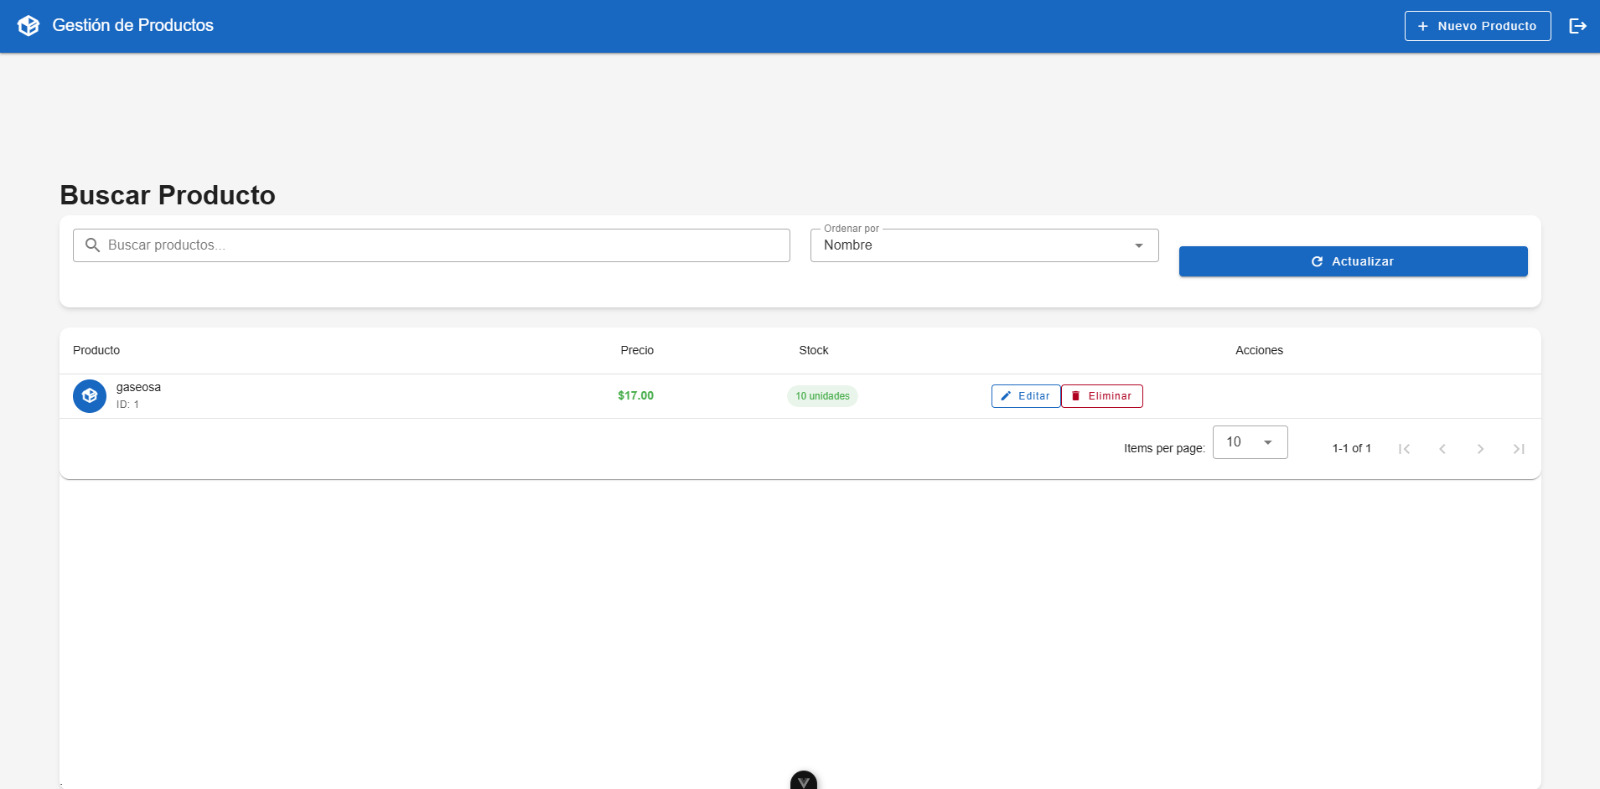 Gestión de Productos
Nuevo Producto
Buscar Producto
Buscar productos...
Ordenar por
Nombre
Actualizar
Producto Precio Stock Acciones
gaseosa
ID: 1
$17.00
10 unidades
Editar
Eliminar
Items per page: 10 1-1 of 1